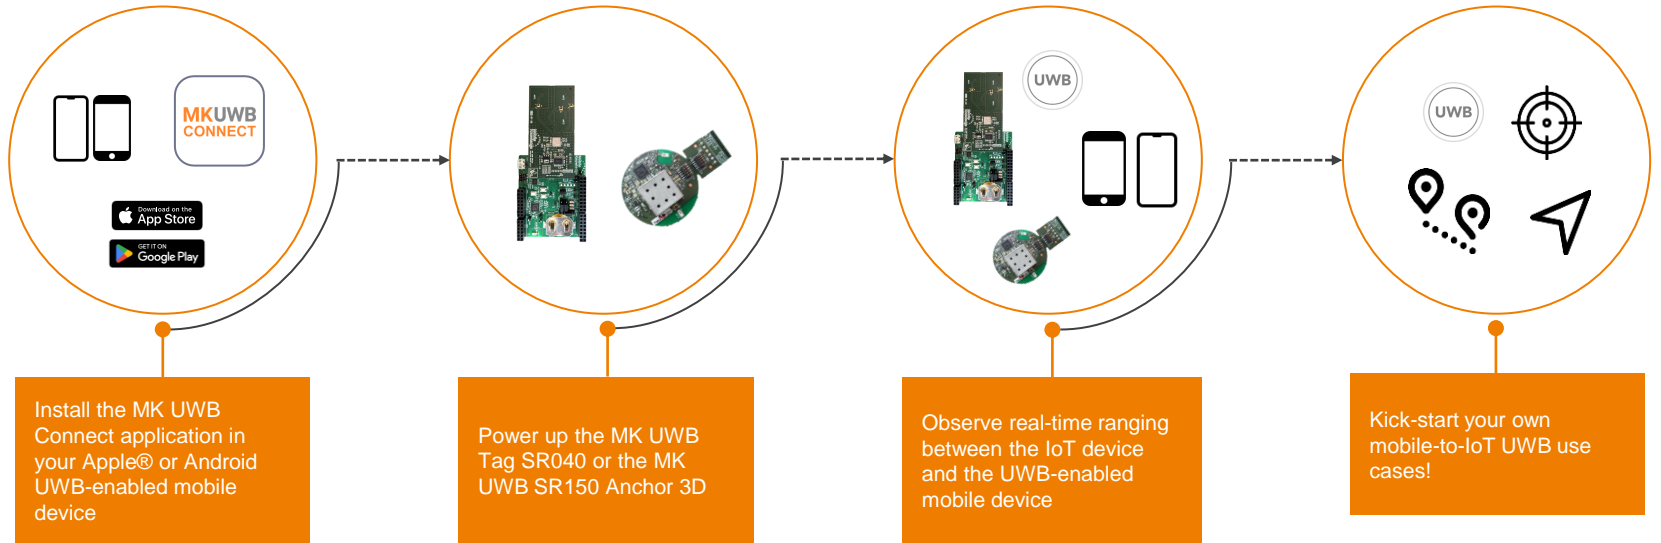 MKUWB
CONNECT
Download on the
App Store
GET IT ON
Google Play
Install the MK UWB
Connect application in
your Apple® or Android
UWB-enabled mobile
device
Power up the MK UWB
Tag SR040 or the MK
UWB SR150 Anchor 3D
UWB
Observe real-time ranging
between the IoT device
and the UWB-enabled
mobile device
UWB
Kick-start your own
mobile-to-IoT UWB use
cases!